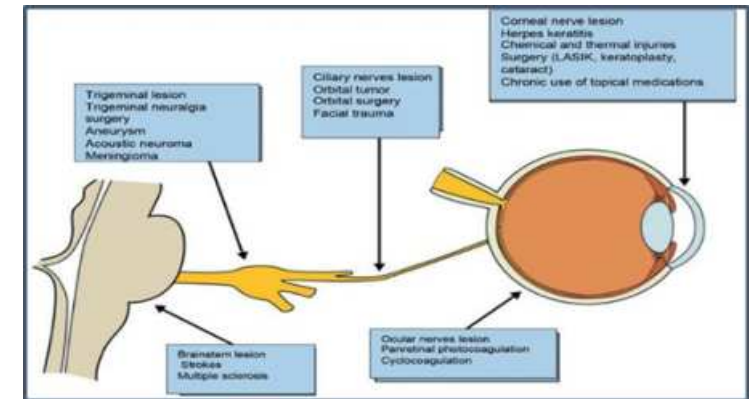 Trigeminal lesion
Trigeminal neuralgia
surgery
Aneurysm
Acoustic neuroma
Meningioma
Ciliary nerves lesion
Orbital tumor
Orbital surgery
Facial trauma
Corneal nerve lesion
Herpes keratitis
Chemical and thermal injuries
Surgery (LASIK, keratoplasty,
cataract)
Chronic use of topical medications
Brainstem lesion
Strokes
Multiple sclerosis
Ocular nerves lesion
Panretinal photocoagulation
Cyclocoagulation